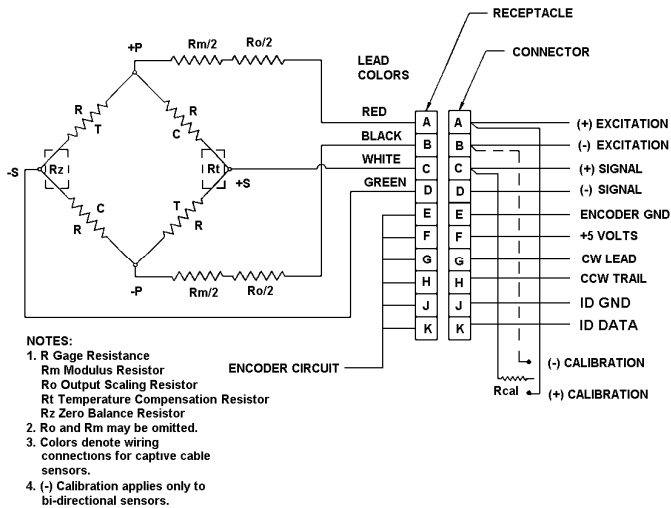 RECEPTACLE
CONNECTOR
LEAD
COLORS
+P
Rm/2 Ro/2
R
T
R
C
RED
BLACK
WHITE
GREEN
-S
Rz
Rt
+S
C
R
T
R
-P
Rm/2 Ro/2
A A (+) EXCITATION
B B (-) EXCITATION
C C (+) SIGNAL
D D (-) SIGNAL
E E ENCODER GND
F F +5 VOLTS
G G CW LEAD
H H CCW TRAIL
J J ID GND
K K ID DATA
ENCODER CIRCUIT
(-) CALIBRATION
Rcal
(+) CALIBRATION
NOTES:
1. R Gage Resistance
Rm Modulus Resistor
Ro Output Scaling Resistor
Rt Temperature Compensation Resistor
Rz Zero Balance Resistor
2. Ro and Rm may be omitted.
3. Colors denote wiring
connections for captive cable
sensors.
4. (-) Calibration applies only to
bi-directional sensors.